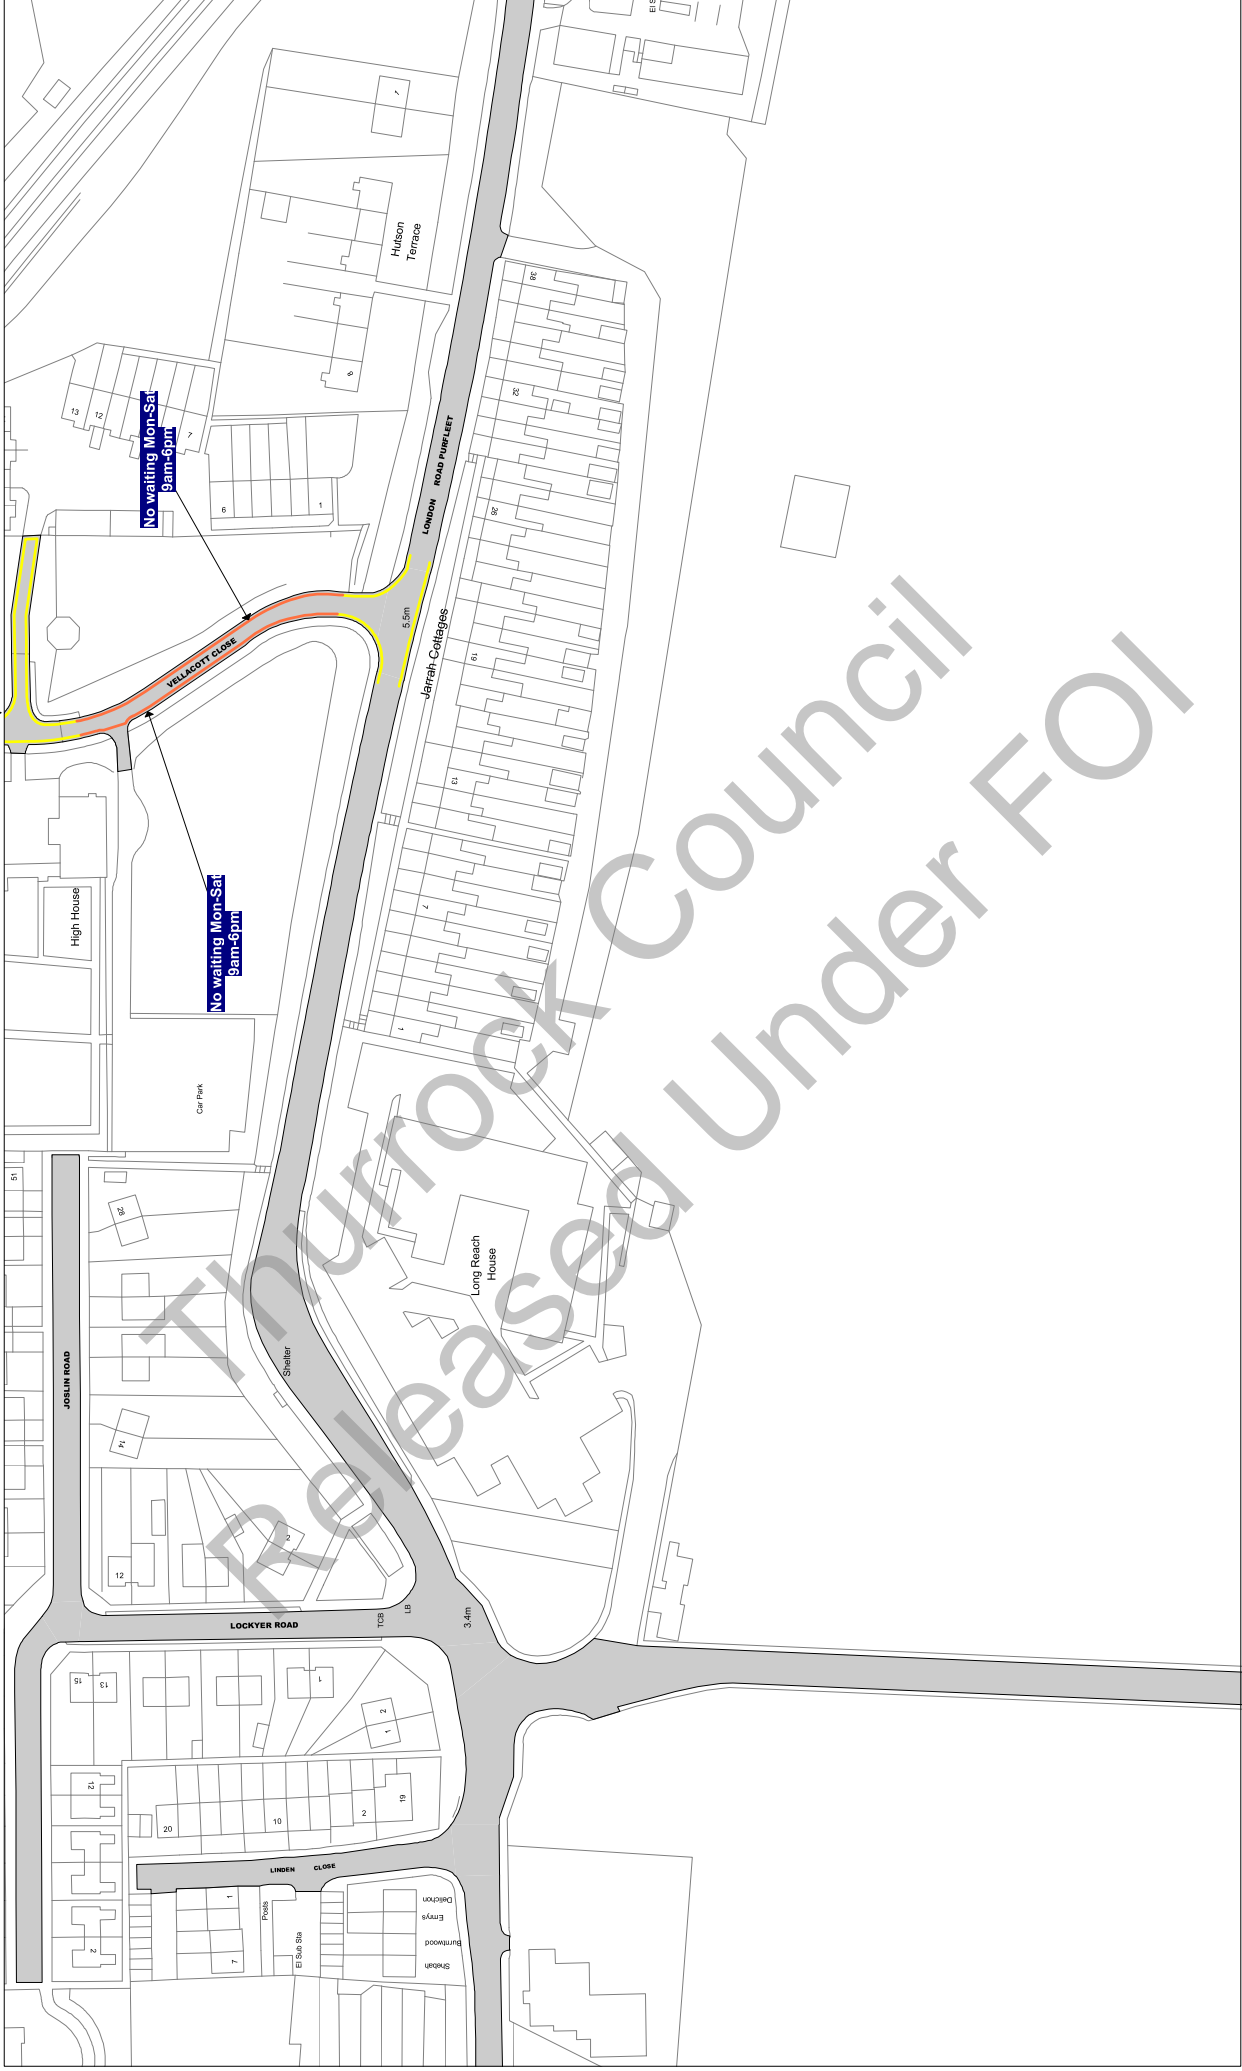 El S
1
Hutson
Terrace
8
38
32
26
19
13
7
1
13
12
7
6
1
No waiting Mon-Sat
9am-6pm
LONDON ROAD PURFLEET
5.5m
VELLACOTT CLOSE
Jarrah Cottages
No waiting Mon-Sat
9am-6pm
High House
Car Park
51
28
JOSLIN ROAD
14
12
2
Shelter
Long Reach
House
LOCKYER ROAD
TCB
LB
3.4m
15
13
1
2
1
12
20
10
2
19
LINDEN CLOSE
1
7
2
Posts
El Sub Sta
Delichon
Emrys
Burntwood
Shebah
Thurrock Council
Released Under FOI